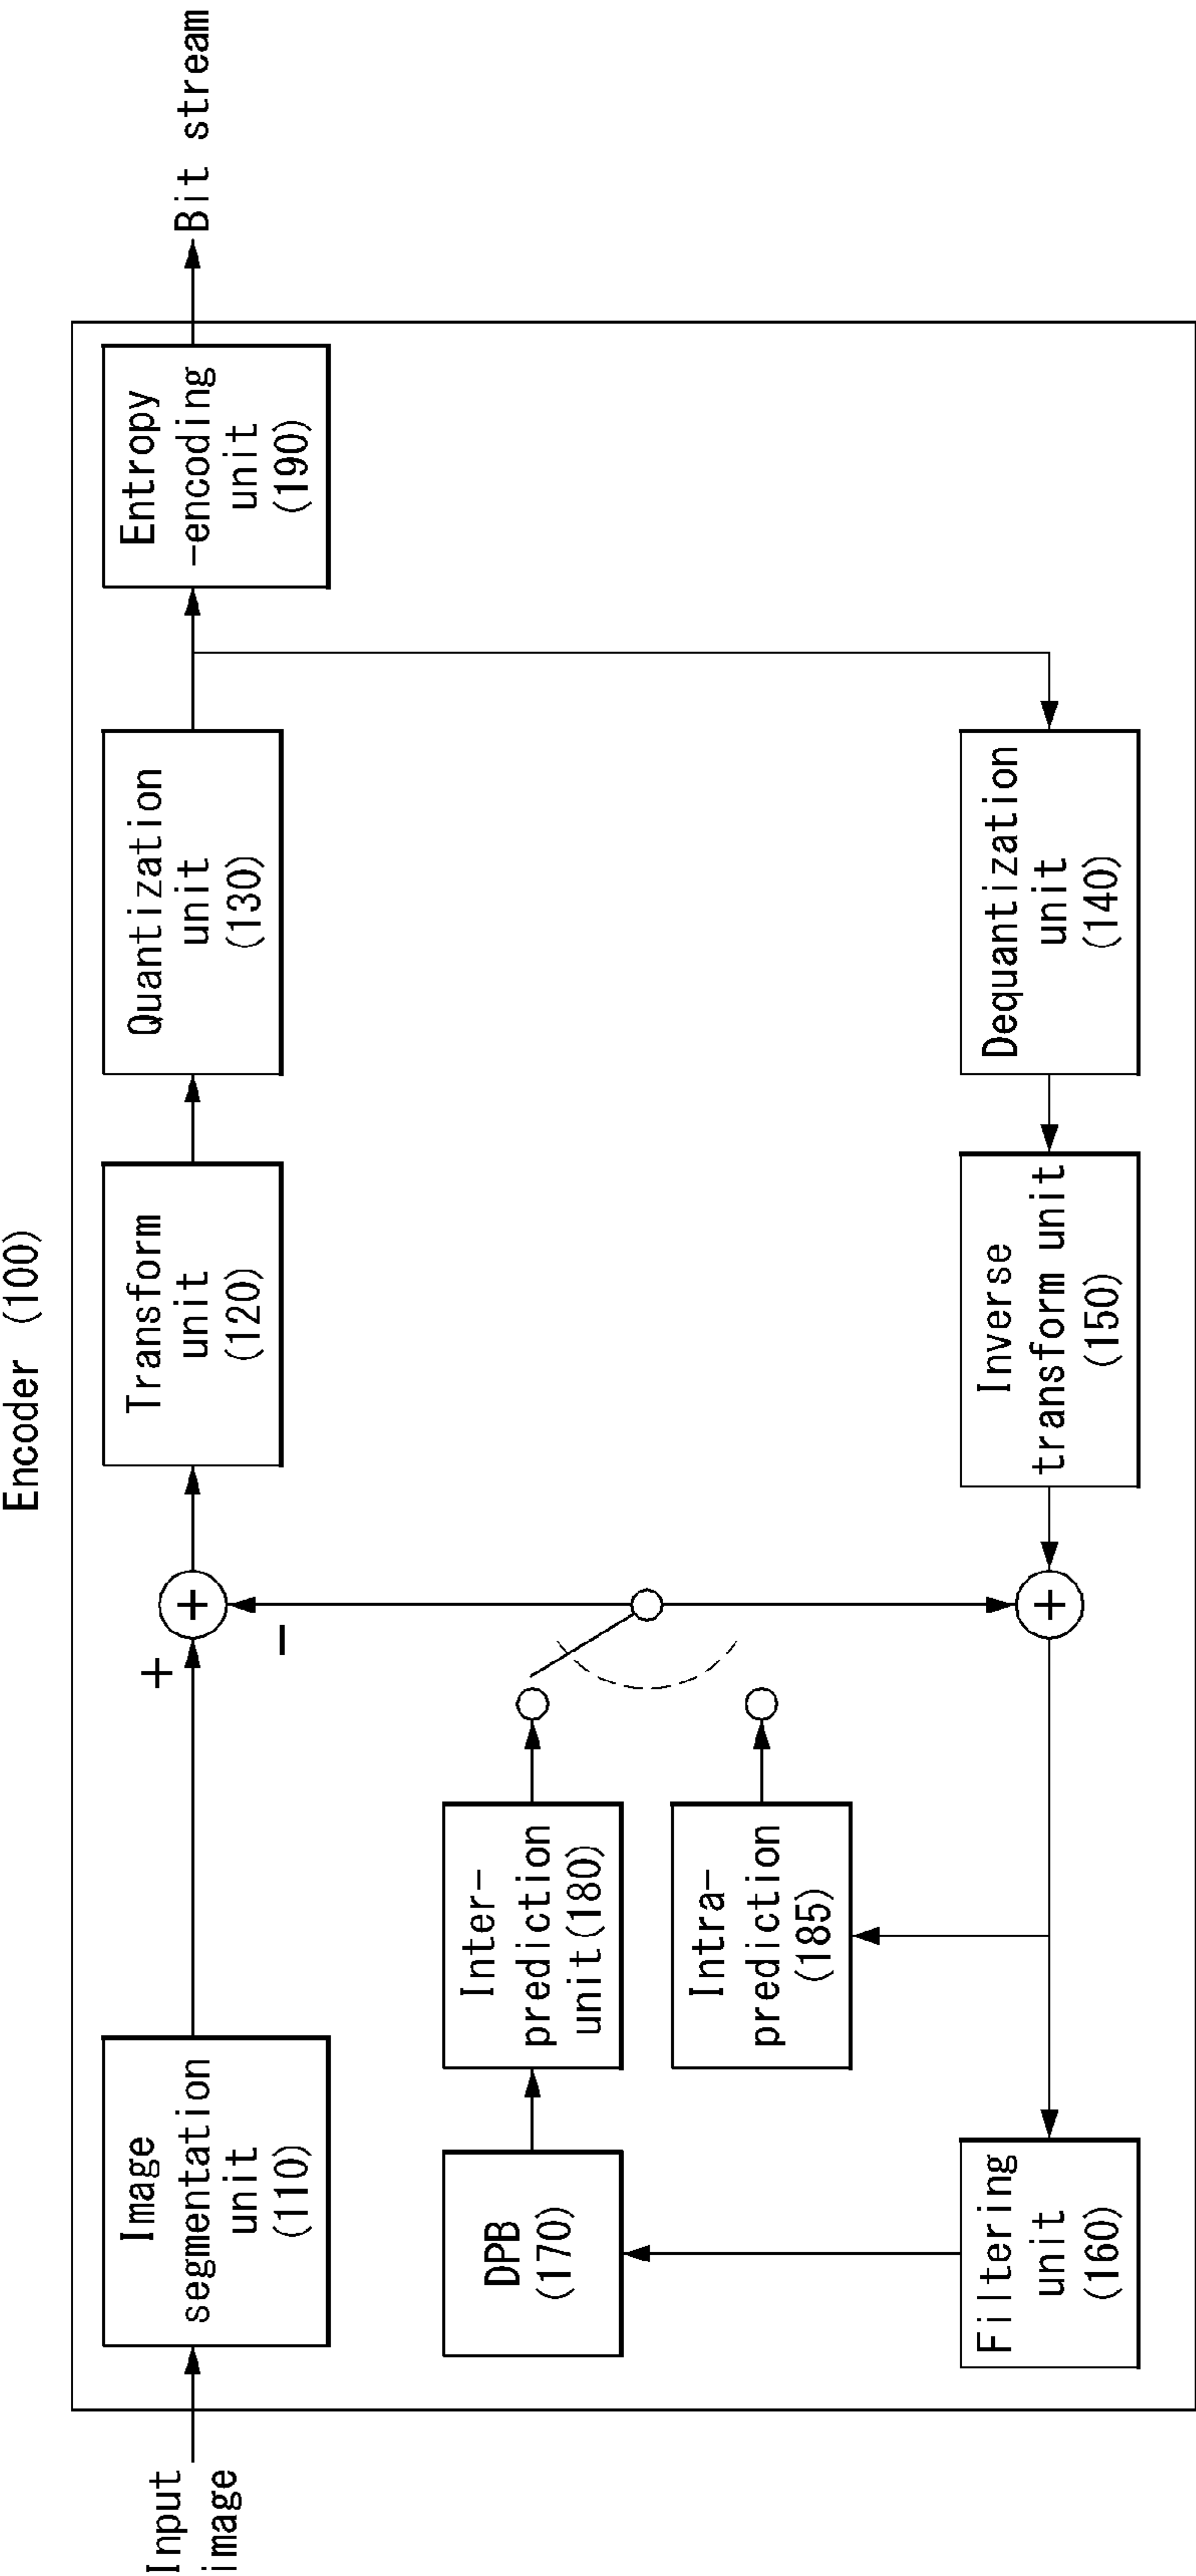 Encoder (100)
Input
image
Image
segmentation
unit
(110)
+
−
+
Transform
unit
(120)
Quantization
unit
(130)
Entropy
-encoding
unit
(190)
Bit stream
DPB
(170)
Inter-
prediction
unit(180)
Intra-
prediction
(185)
Filtering
unit
(160)
+
Inverse
transform unit
(150)
Dequantization
unit
(140)